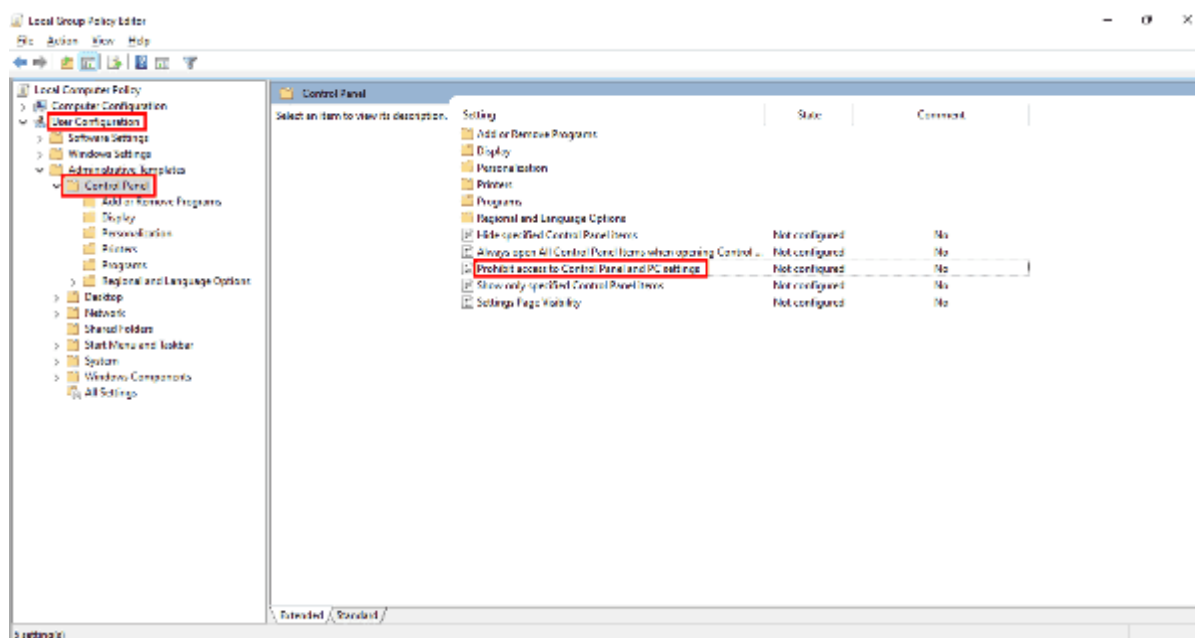 Local Group Policy Editor
File Action View Help
Local Computer Policy
Computer Configuration
User Configuration
Software Settings
Windows Settings
Administrative Templates
Control Panel
Add or Remove Programs
Display
Personalization
Printers
Programs
Regional and Language Options
Desktop
Network
Shared Folders
Start Menu and Taskbar
System
Windows Components
All Settings
Control Panel
Select an item to view its description.
Setting State Comment
Add or Remove Programs
Display
Personalization
Printers
Programs
Regional and Language Options
Hide specified Control Panel items Not configured No
Always open All Control Panel Items when opening Control ... Not configured No
Prohibit access to Control Panel and PC settings Not configured No
Show only specified Control Panel items Not configured No
Settings Page Visibility Not configured No
Extended Standard
5 setting(s)